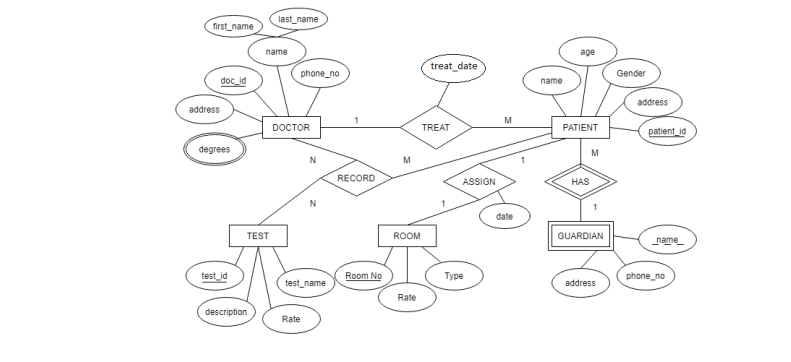 last_name
first_name
name
treat_date
age
doc_id
phone_no
name
Gender
address
address
DOCTOR
1
TREAT
M
PATIENT
patient_id
degrees
N
M
1
M
RECORD
ASSIGN
HAS
N
1
date
1
TEST
ROOM
GUARDIAN
_name_
test_id
test_name
Room No
Type
address
phone_no
description
Rate
Rate